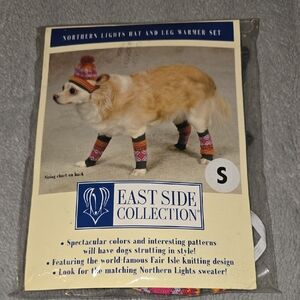 NORTHERN LIGHTS HAT AND LEG WARMER SET
Sizing chart on back
S
EAST SIDE
COLLECTION
• Spectacular colors and interesting patterns
will have dogs strutting in style!
• Featuring the world-famous Fair Isle knitting design
• Look for the matching Northern Lights sweater!